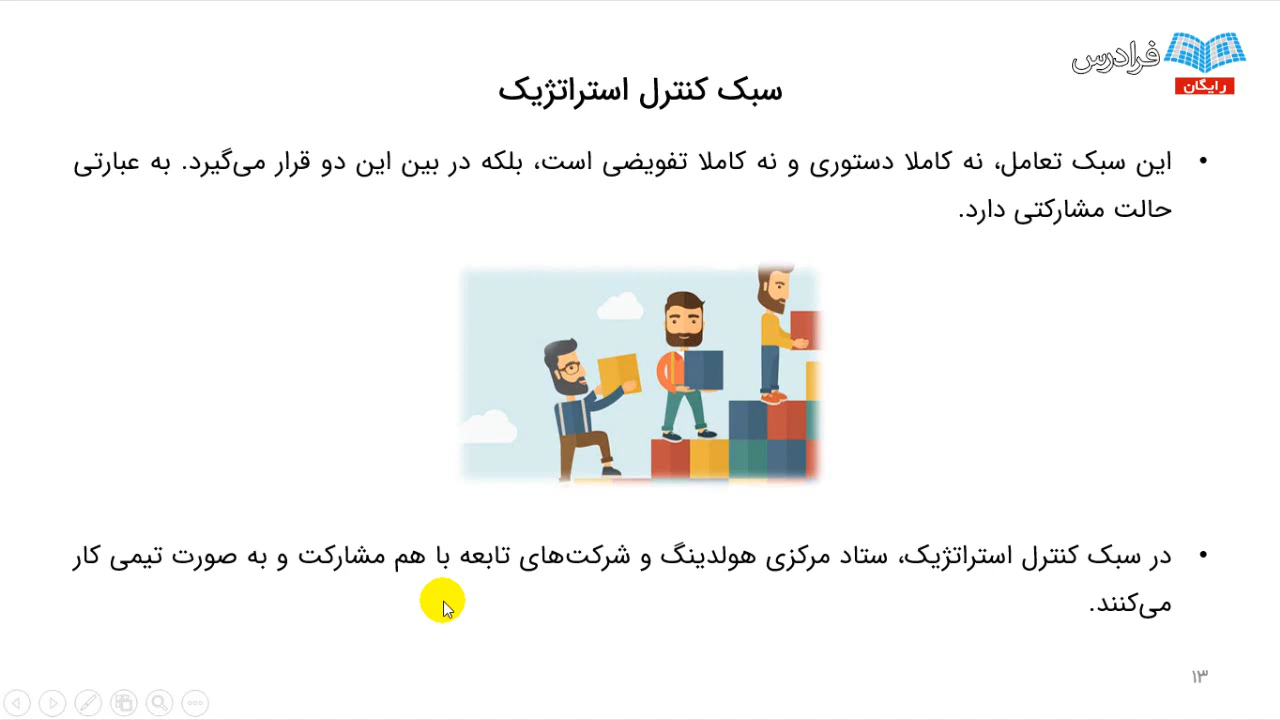 فرادرس
رایگان
سبک کنترل استراتژیک
• این سبک تعامل، نه کاملا دستوری و نه کاملا تفویضی است، بلکه در بین این دو قرار می‌گیرد. به عبارتی
حالت مشارکتی دارد.
• در سبک کنترل استراتژیک، ستاد مرکزی هولدینگ و شرکت‌های تابعه با هم مشارکت و به صورت تیمی کار
می‌کنند.
۱۳